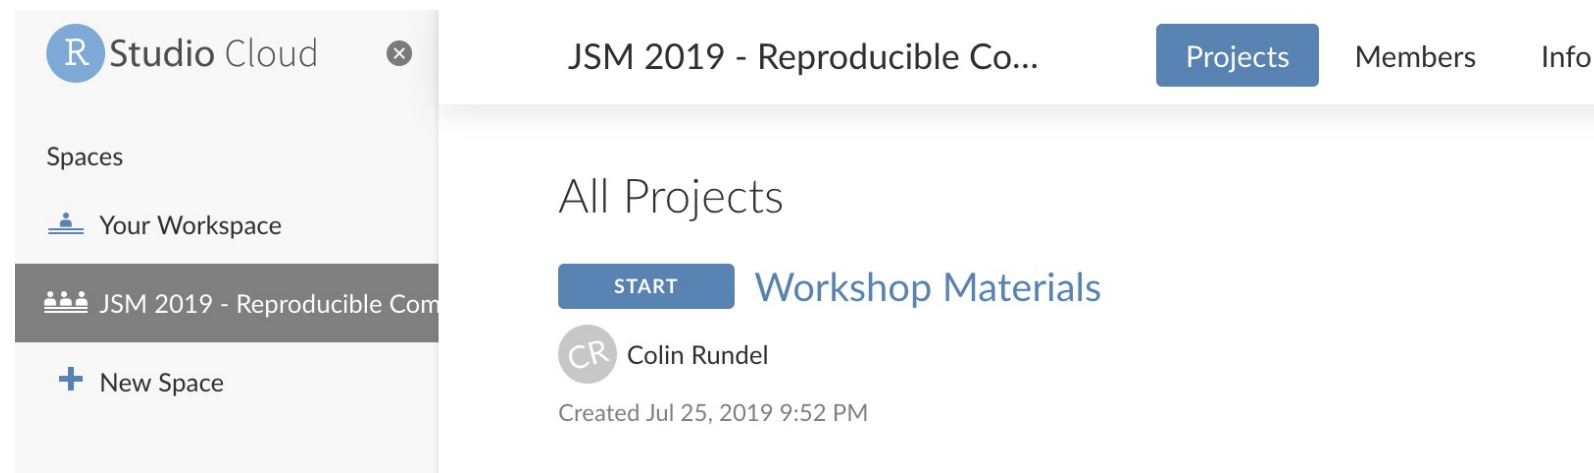 R Studio Cloud
Spaces
Your Workspace
JSM 2019 - Reproducible Com
New Space
JSM 2019 - Reproducible Co...
Projects
Members
Info
All Projects
START Workshop Materials
CR Colin Rundel
Created Jul 25, 2019 9:52 PM